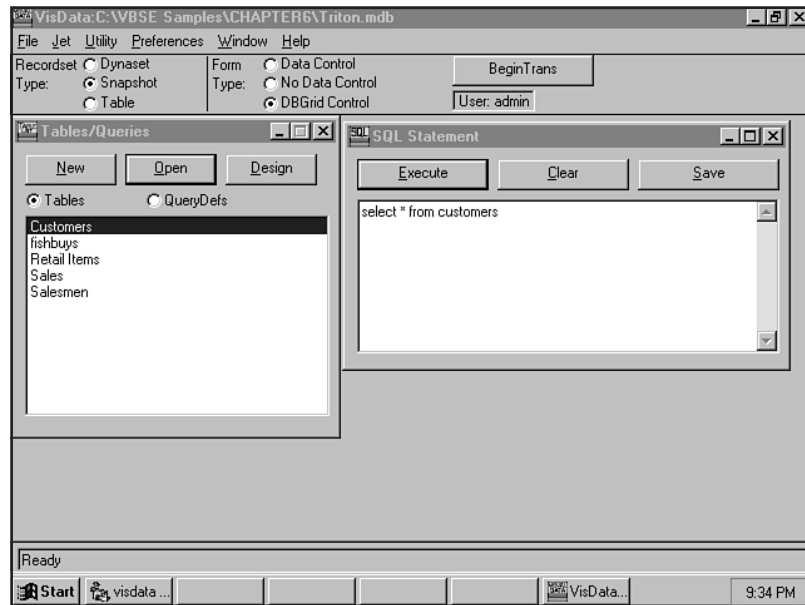 VisData:C:\VBSE Samples\CHAPTER6\Triton.mdb
File Jet Utility Preferences Window Help
Recordset Type:
Dynaset
Snapshot
Table
Form Type:
Data Control
No Data Control
DBGrid Control
BeginTrans
User: admin
Tables/Queries
New Open Design
Tables QueryDefs
Customers
fishbuys
Retail Items
Sales
Salesmen
SQL Statement
Execute Clear Save
select * from customers
Ready
Start visdata ... VisData... 9:34 PM